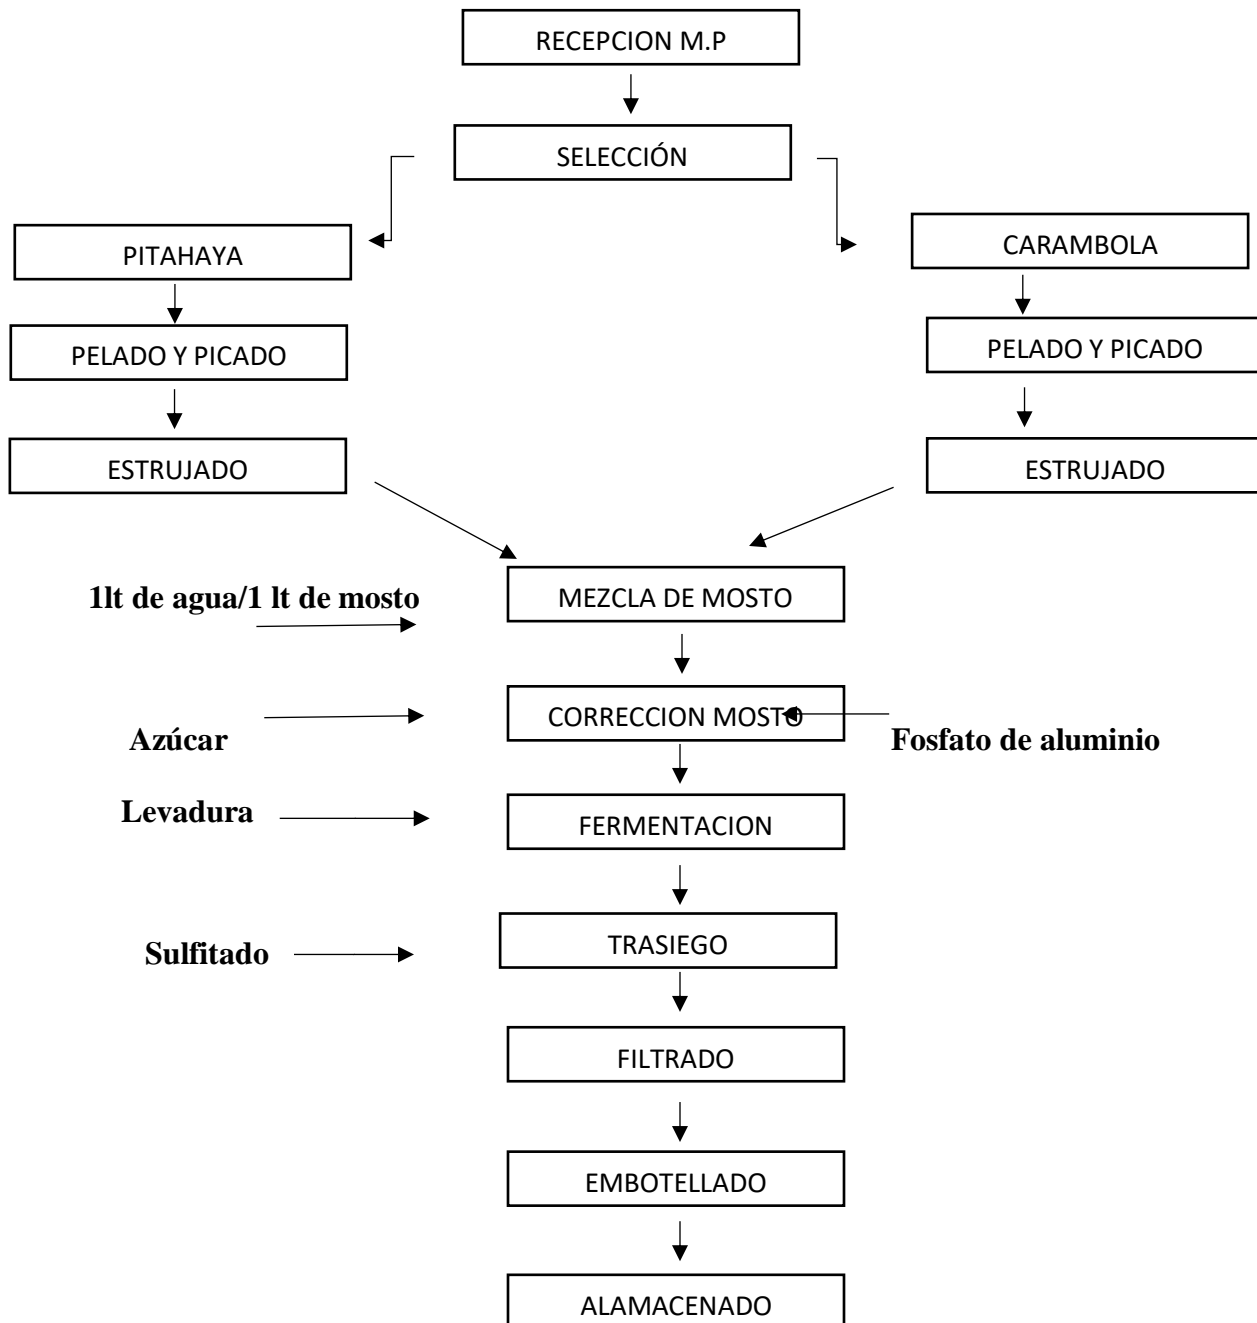 RECEPCION M.P
SELECCIÓN
PITAHAYA
CARAMBOLA
PELADO Y PICADO
PELADO Y PICADO
ESTRUJADO
ESTRUJADO
1lt de agua/1 lt de mosto
MEZCLA DE MOSTO
Azúcar
CORRECCION MOSTO
Fosfato de aluminio
Levadura
FERMENTACION
Sulfitado
TRASIEGO
FILTRADO
EMBOTELLADO
ALAMACENADO